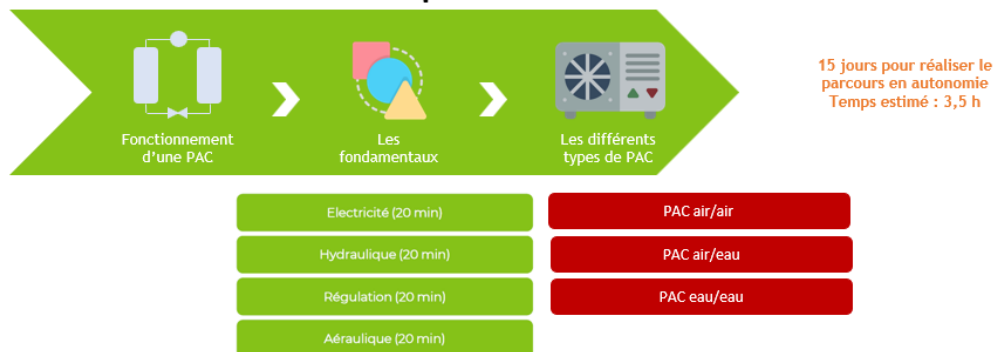 Fonctionnement
d'une PAC
Les
fondamentaux
Les différents
types de PAC
15 jours pour réaliser le
parcours en autonomie
Temps estimé : 3,5 h
Electricité (20 min)
Hydraulique (20 min)
Régulation (20 min)
Aéraulique (20 min)
PAC air/air
PAC air/eau
PAC eau/eau